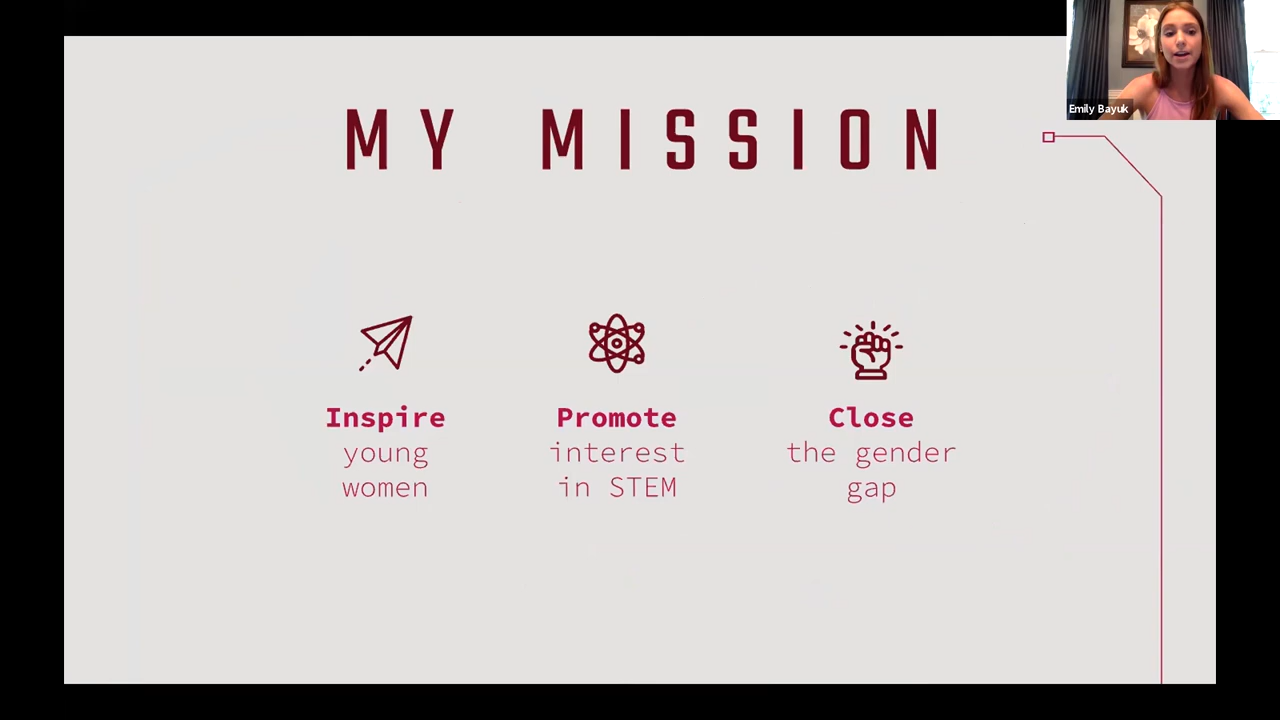 MY MISSION
Emily Bayuk
Inspire
young
women
Promote
interest
in STEM
Close
the gender
gap